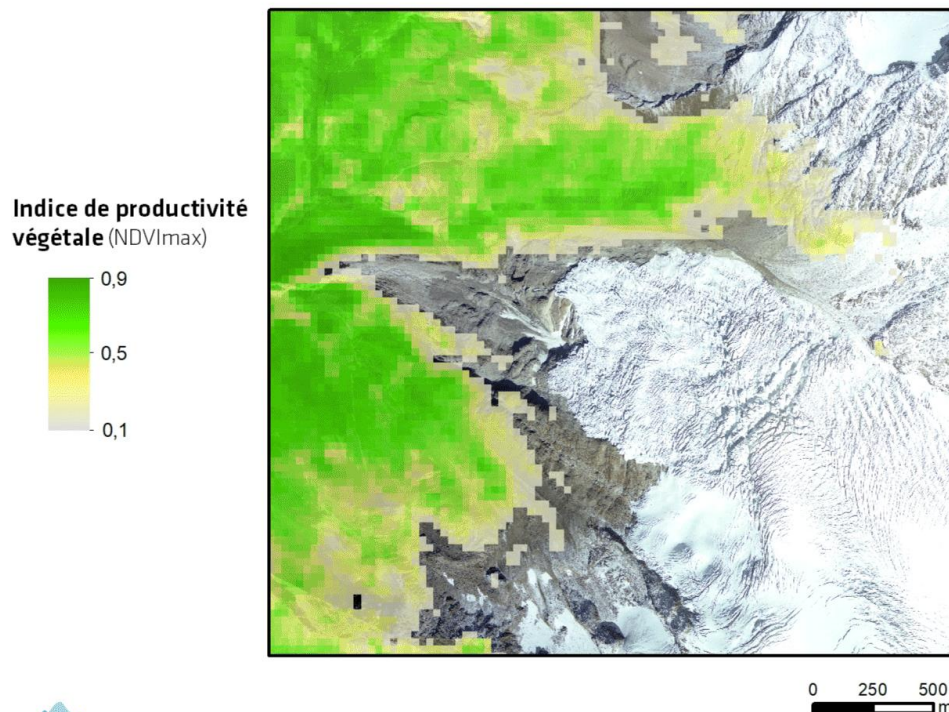 Indice de productivité
végétale (NDVImax)
0,9
0,5
0,1
0 250 500
m